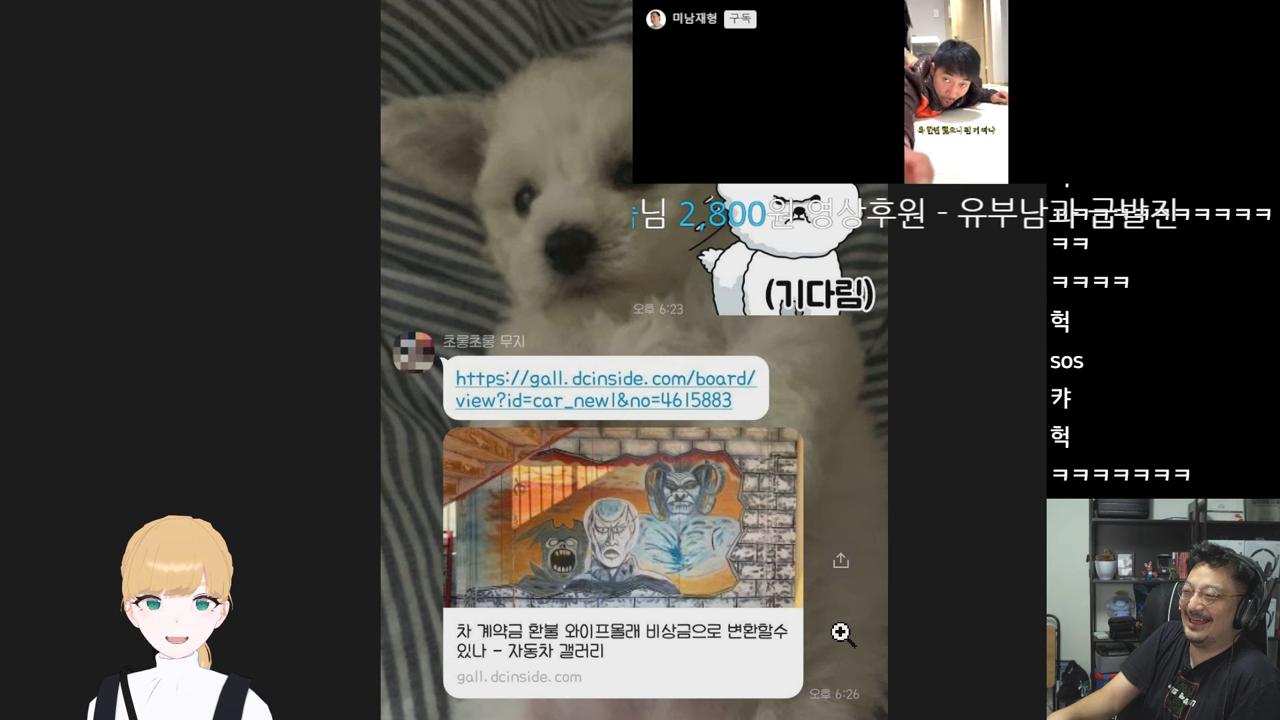 미남재형 구독
님 2,800원 영상후원 - 유부남과 급발진
(기다림)
오후 6:23
초롱초롱 무지
https://gall.dcinside.com/board/
view?id=car_new1&no=4615883
차 계약금 환불 와이프몰래 비상금으로 변환할수
있나 - 자동차 갤러리
gall.dcinside.com
오후 6:26
ㅋㅋ
ㅋㅋㅋㅋ
헉
sos
캬
헉
ㅋㅋㅋㅋㅋㅋㅋ